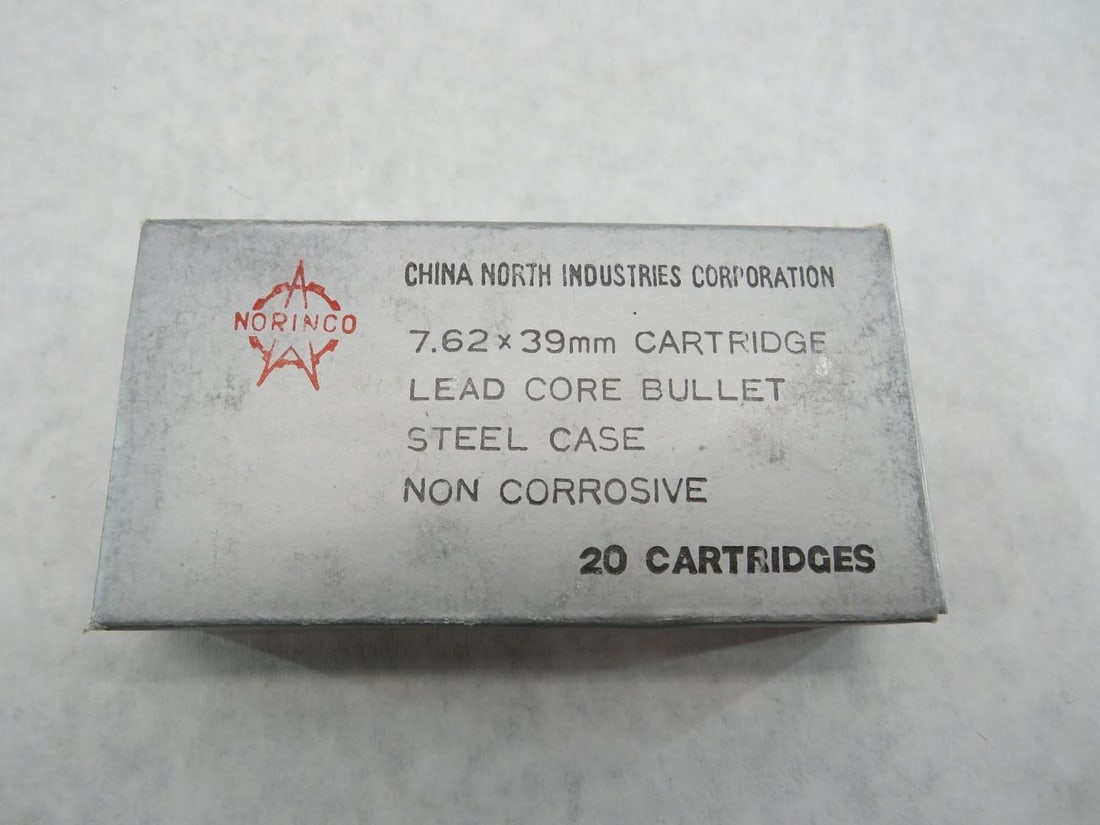 CHINA NORTH INDUSTRIES CORPORATION
NORINCO
7.62 x 39mm CARTRIDGE
LEAD CORE BULLET
STEEL CASE
NON CORROSIVE
20 CARTRIDGES